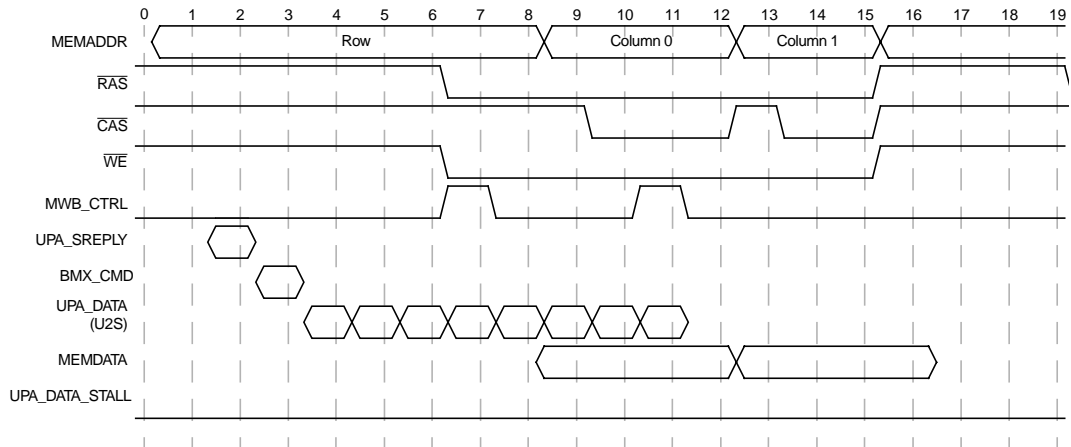 0 1 2 3 4 5 6 7 8 9 10 11 12 13 14 15 16 17 18 19
MEMADDR Row Column 0 Column 1
RAS
CAS
WE
MWB_CTRL
UPA_SREPLY
BMX_CMD
UPA_DATA
(U2S)
MEMDATA
UPA_DATA_STALL